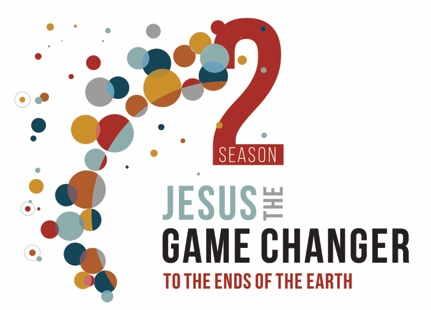 2
SEASON
JESUS THE
GAME CHANGER
TO THE ENDS OF THE EARTH